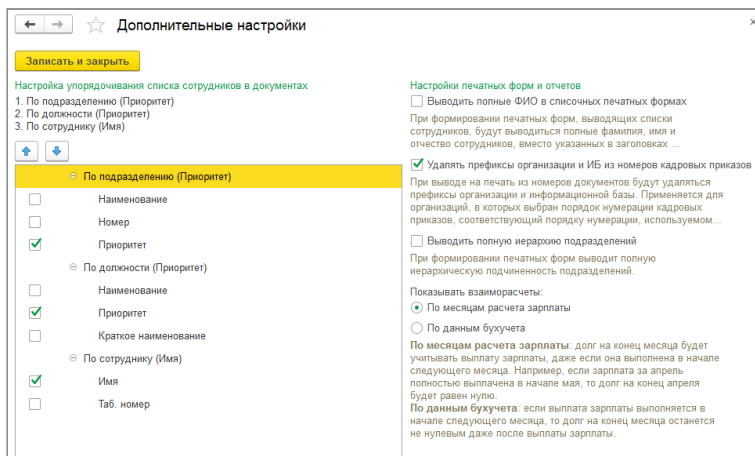 Дополнительные настройки
Записать и закрыть
Настройка упорядочивания списка сотрудников в документах
1. По подразделению (Приоритет)
2. По должности (Приоритет)
3. По сотруднику (Имя)
По подразделению (Приоритет)
Наименование
Номер
Приоритет
По должности (Приоритет)
Наименование
Приоритет
Краткое наименование
По сотруднику (Имя)
Имя
Таб. номер
Настройки печатных форм и отчетов
Выводить полные ФИО в списочных печатных формах
При формировании печатных форм, выводящих списки
сотрудников, будут выводиться полные фамилия, имя и
отчество сотрудников, вместо указанных в заголовках ...
Удалять префиксы организации и ИБ из номеров кадровых приказов
При выводе на печать из номеров документов будут удаляться
префиксы организации и информационной базы. Применяется для
организаций, в которых выбран порядок нумерации кадровых
приказов, соответствующий порядку нумерации, используемом...
Выводить полную иерархию подразделений
При формировании печатных форм выводит полную
иерархическую подчиненность подразделений.
Показывать взаиморасчеты:
По месяцам расчета зарплаты
По данным бухучета
По месяцам расчета зарплаты: долг на конец месяца будет
учитывать выплату зарплаты, даже если она выполнена в начале
следующего месяца. Например, если зарплата за апрель
полностью выплачена в начале мая, то долг на конец апреля
будет равен нулю.
По данным бухучета: если выплата зарплаты выполняется в
начале следующего месяца, то долг на конец месяца останется
не нулевым даже после выплаты зарплаты.